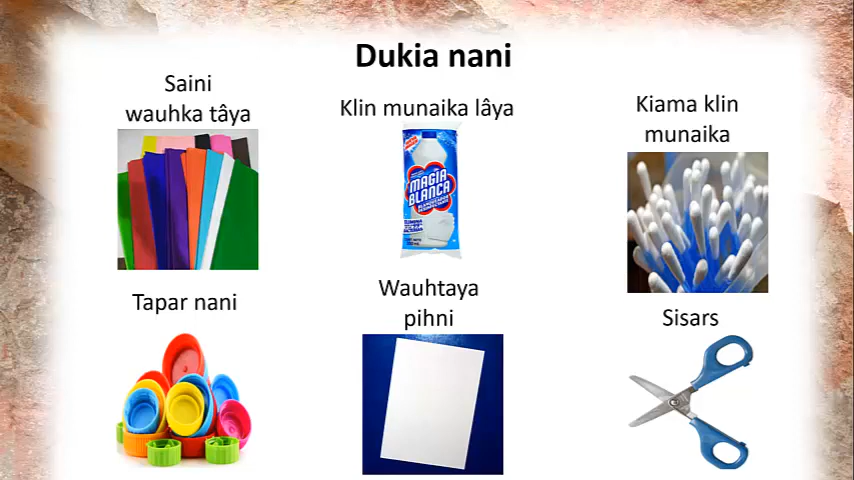 Dukia nani
Saini
wauhka tâya
Klin munaika lâya
Kiama klin
munaika
MAGIA
BLANCA
Tapar nani
Wauhtaya
pihni
Sisars